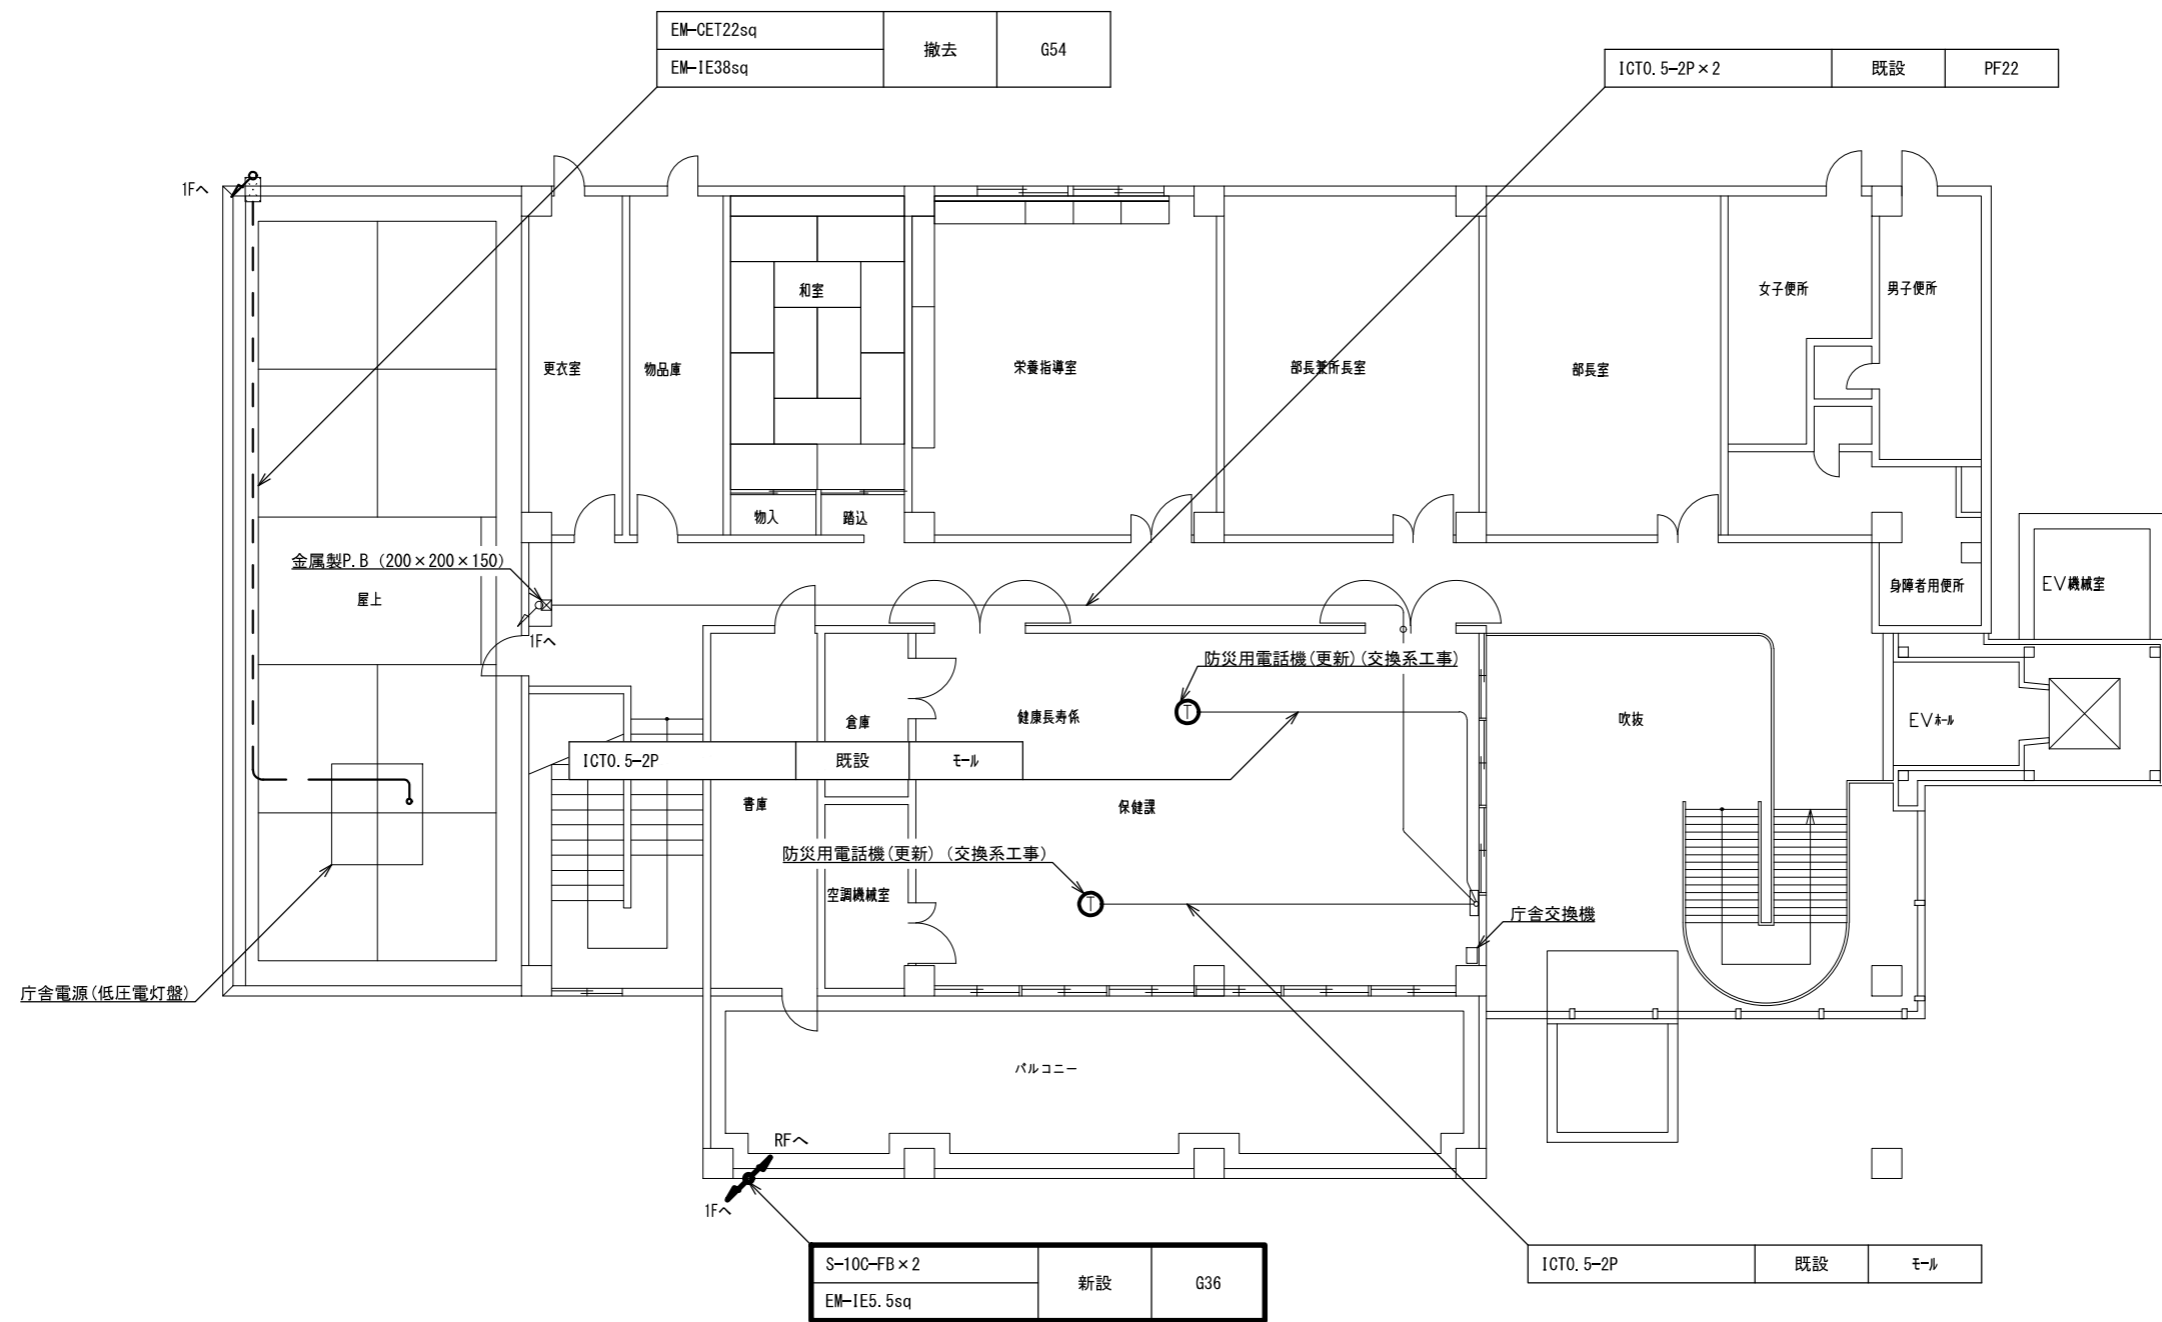 EM-CET22sq
撤去
G54
EM-IE38sq
ICT0.5-2P×2
既設
PF22
1Fへ
和室
女子便所
男子便所
更衣室
物品庫
栄養指導室
部長兼所長室
部長室
物入
踏込
金属製P.B (200×200×150)
屋上
身障者用便所
EV機械室
1Fへ
防災用電話機(更新)(交換系工事)
T
倉庫
健康長寿係
吹抜
EVホール
ICT0.5-2P
既設
モール
書庫
保健課
防災用電話機(更新) (交換系工事)
空調機械室
T
庁舎交換機
庁舎電源(低圧電灯盤)
バルコニー
RFへ
1Fへ
S-10C-FB×2
新設
G36
EM-IE5.5sq
ICT0.5-2P
既設
モール